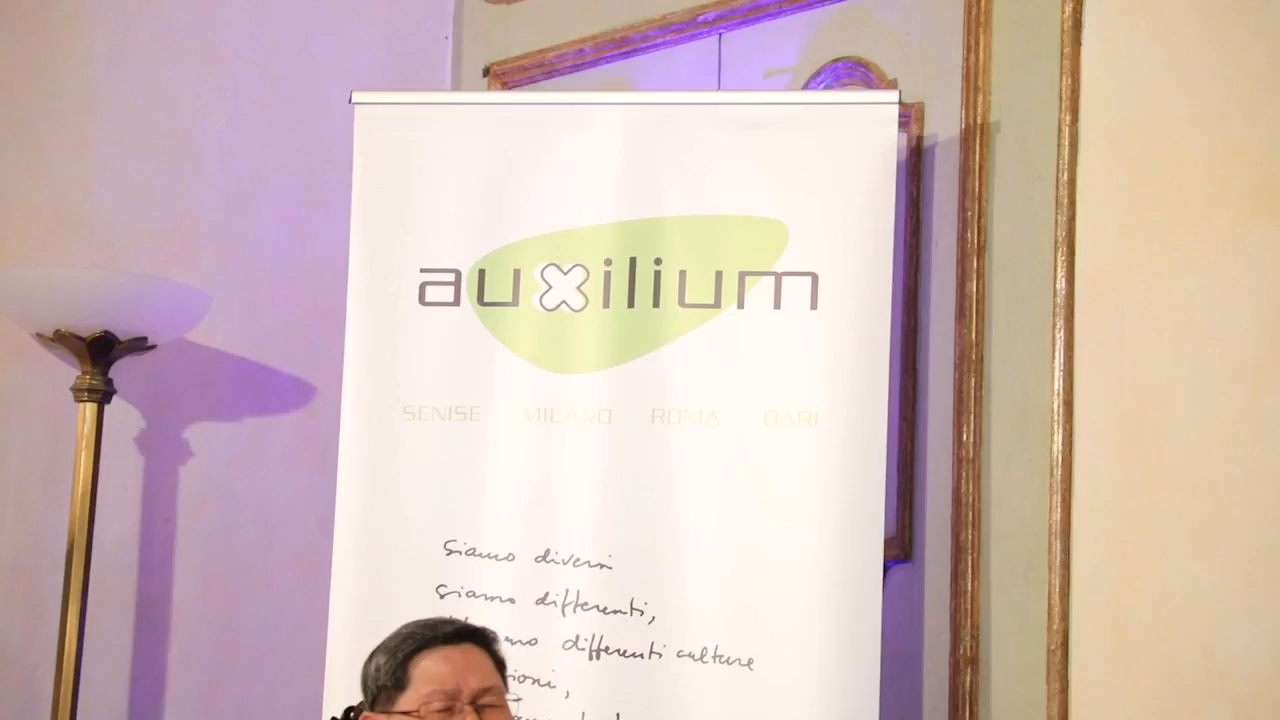 auxilium
SENISE MILANO ROMA BARI
Siamo diversi
siamo differenti,
differenti culture